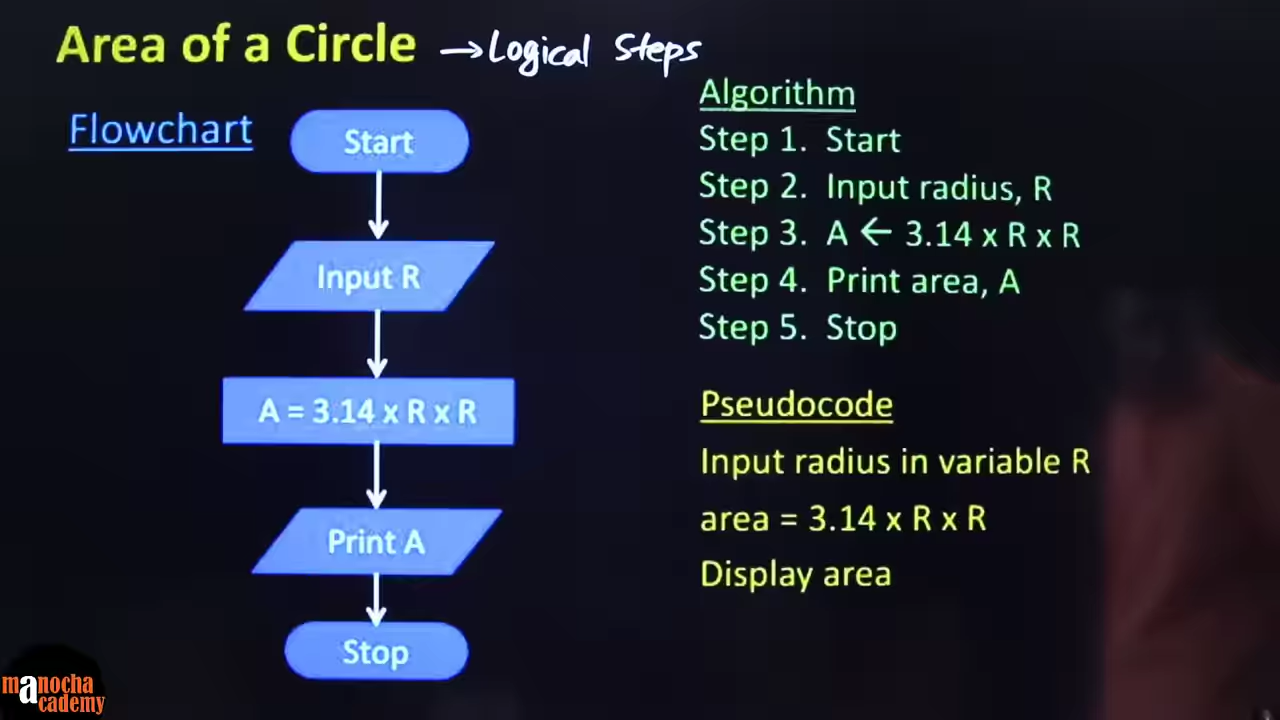 Area of a Circle →Logical Steps
Flowchart
Start
Input R
A = 3.14 x R x R
Print A
Stop
Algorithm
Step 1. Start
Step 2. Input radius, R
Step 3. A ← 3.14 x R x R
Step 4. Print area, A
Step 5. Stop
Pseudocode
Input radius in variable R
area = 3.14 x R x R
Display area
manocha
academy